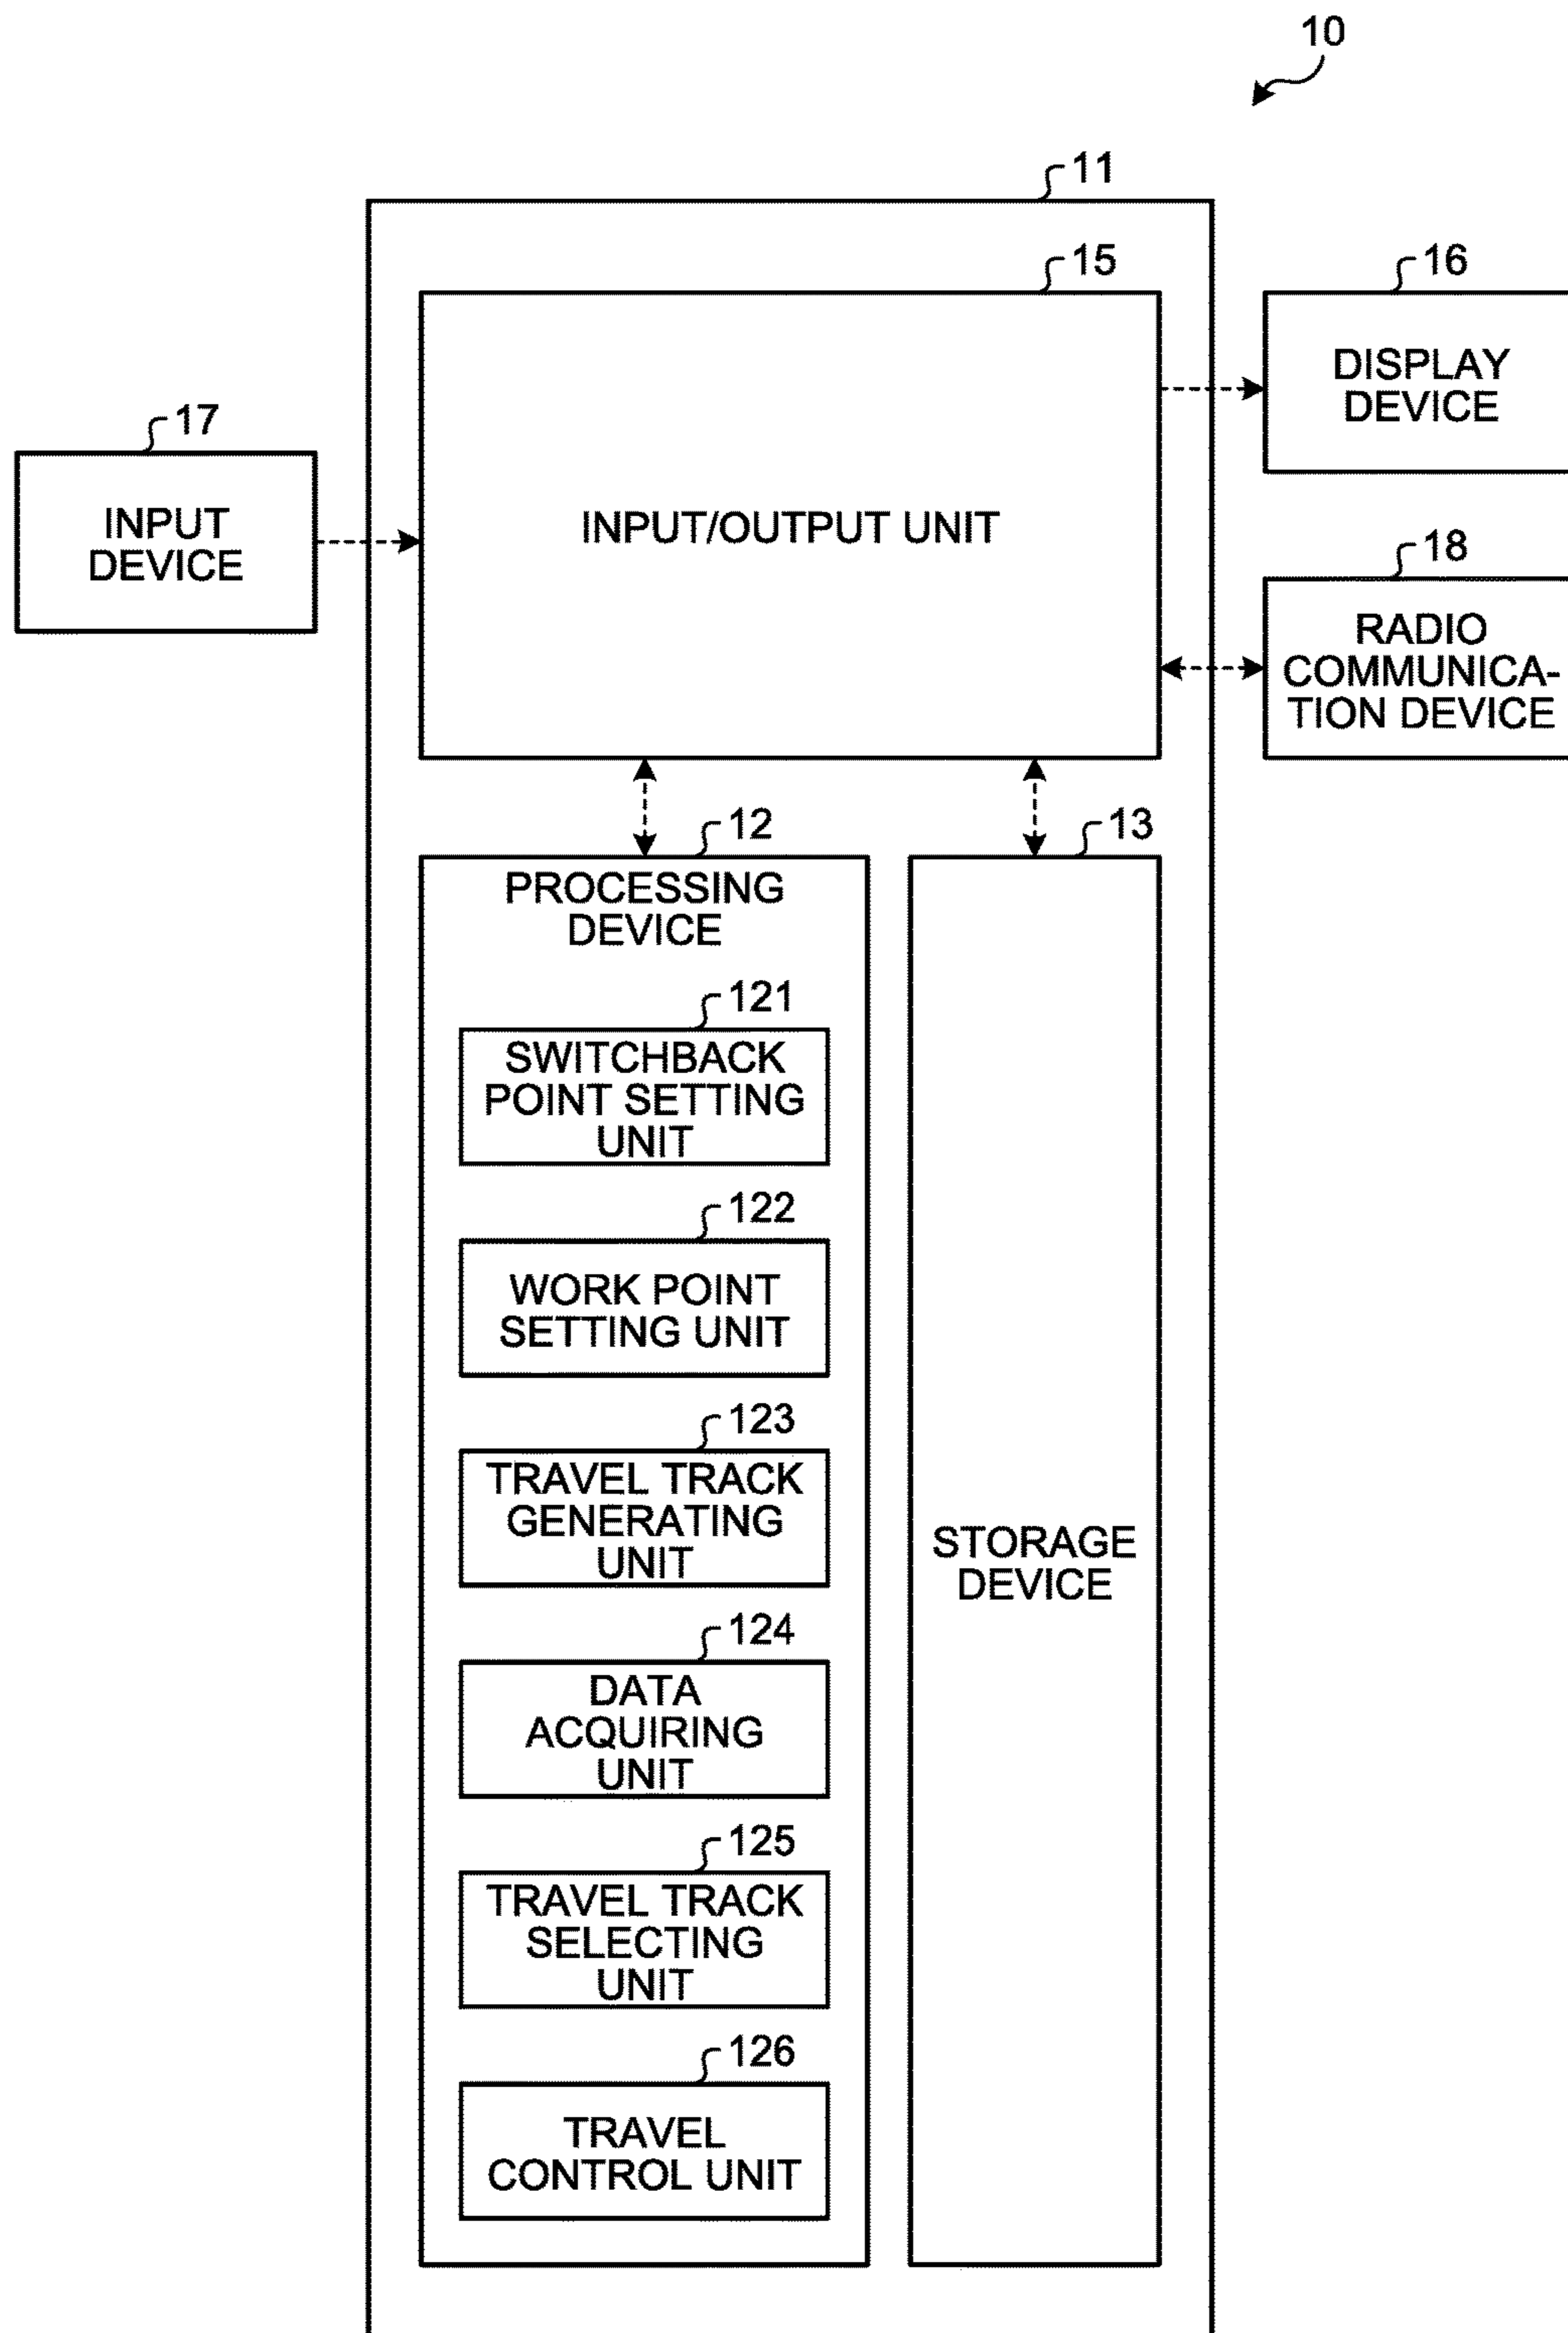 10
11
15
16
DISPLAY
DEVICE
17
INPUT
DEVICE
INPUT/OUTPUT UNIT
18
RADIO
COMMUNICA-
TION DEVICE
12
PROCESSING
DEVICE
13
STORAGE
DEVICE
121
SWITCHBACK
POINT SETTING
UNIT
122
WORK POINT
SETTING UNIT
123
TRAVEL TRACK
GENERATING
UNIT
124
DATA
ACQUIRING
UNIT
125
TRAVEL TRACK
SELECTING
UNIT
126
TRAVEL
CONTROL UNIT